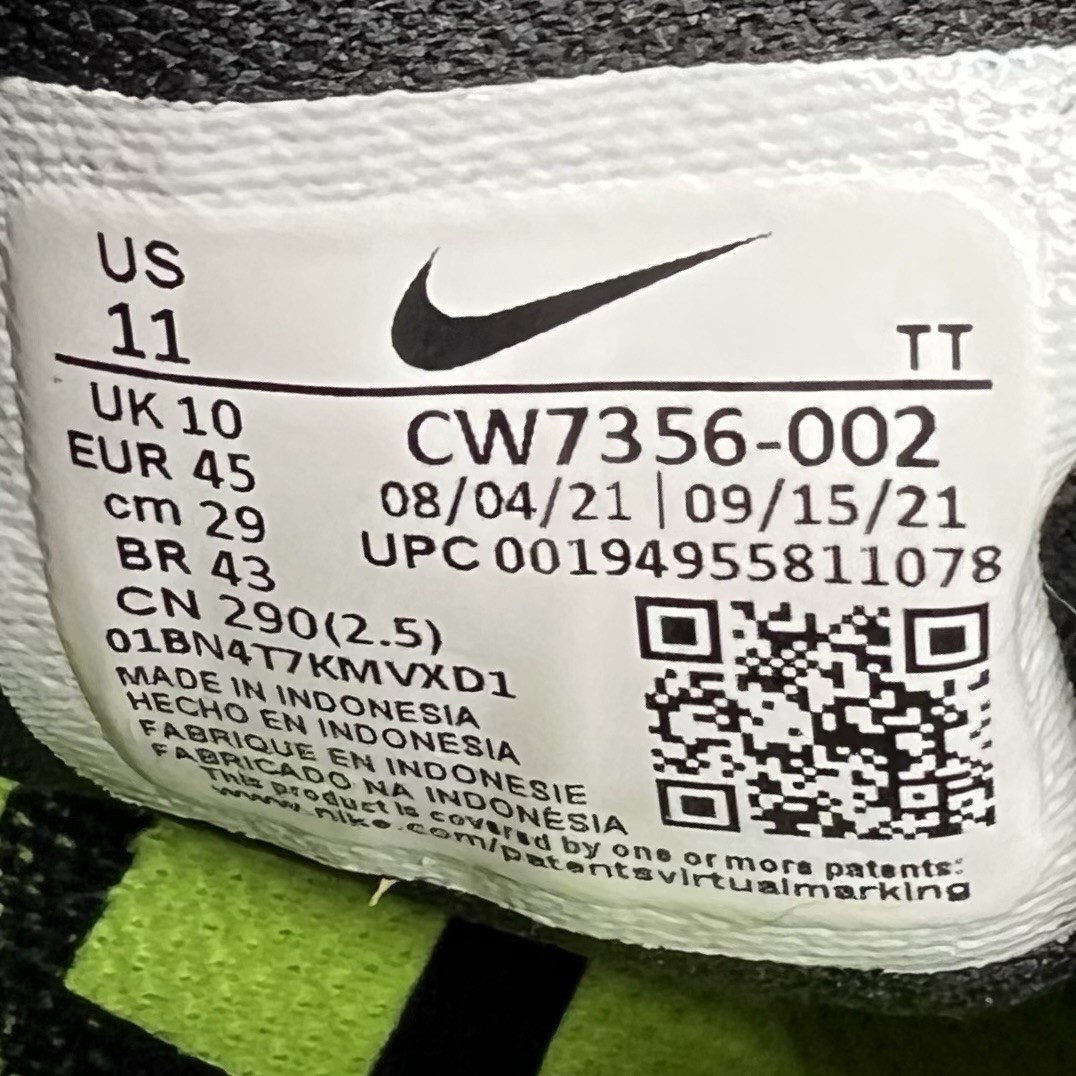 US
11
TT
UK 10
EUR 45
cm 29
BR 43
CN 290(2.5)
CW7356-002
08/04/21 | 09/15/21
UPC 00194955811078
01BN4T7KMVXD1
MADE IN INDONESIA
HECHO EN INDONESIA
FABRIQUE EN INDONESIE
FABRICADO NA INDONÉSIA
This product is covered by one or more patents:
www.nike.com/patentsvirtualmarking